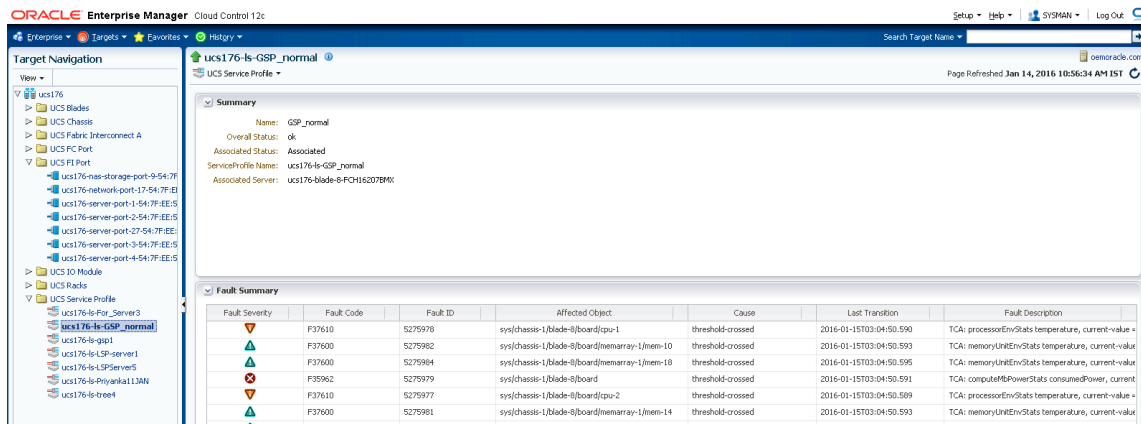 ORACLE Enterprise Manager Cloud Control 12c
Setup Help SYSMAN Log Out
Enterprise Targets Favorites History
Search Target Name
Target Navigation
View
ucs176
UCS Blades
UCS Chassis
UCS Fabric Interconnect A
UCS FC Port
UCS FI Port
ucs176-nas-storage-port-9-54:7F
ucs176-network-port-17-54:7F:E
ucs176-server-port-1-54:7F:EE:5
ucs176-server-port-2-54:7F:EE:5
ucs176-server-port-27-54:7F:EE:
ucs176-server-port-3-54:7F:EE:5
ucs176-server-port-4-54:7F:EE:5
UCS IO Module
UCS Racks
UCS Service Profile
ucs176-ls-For_Server3
ucs176-ls-GSP_normal
ucs176-ls-gsp1
ucs176-ls-LSP-server1
ucs176-ls-LSPServer5
ucs176-ls-Priyanka11JAN
ucs176-ls-tree4
ucs176-ls-GSP_normal
oemoracle.com
UCS Service Profile
Page Refreshed Jan 14, 2016 10:56:34 AM IST
Summary
Name: GSP_normal
Overall Status: ok
Associated Status: Associated
ServiceProfile Name: ucs176-ls-GSP_normal
Associated Server: ucs176-blade-8-FCH16207BMX
Fault Summary
Fault Severity Fault Code Fault ID Affected Object Cause Last Transition Fault Description
F37610 5275978 sys/chassis-1/blade-8/board/cpu-1 threshold-crossed 2016-01-15T03:04:50.590 TCA: processorEnvStats temperature, current-value =
F37600 5275982 sys/chassis-1/blade-8/board/memarray-1/mem-10 threshold-crossed 2016-01-15T03:04:50.593 TCA: memoryUnitEnvStats temperature, current-value
F37600 5275984 sys/chassis-1/blade-8/board/memarray-1/mem-18 threshold-crossed 2016-01-15T03:04:50.595 TCA: memoryUnitEnvStats temperature, current-value
F35962 5275979 sys/chassis-1/blade-8/board threshold-crossed 2016-01-15T03:04:50.591 TCA: computeMbPowerStats consumedPower, current
F37610 5275977 sys/chassis-1/blade-8/board/cpu-2 threshold-crossed 2016-01-15T03:04:50.589 TCA: processorEnvStats temperature, current-value =
F37600 5275981 sys/chassis-1/blade-8/board/memarray-1/mem-14 threshold-crossed 2016-01-15T03:04:50.593 TCA: memoryUnitEnvStats temperature, current-value